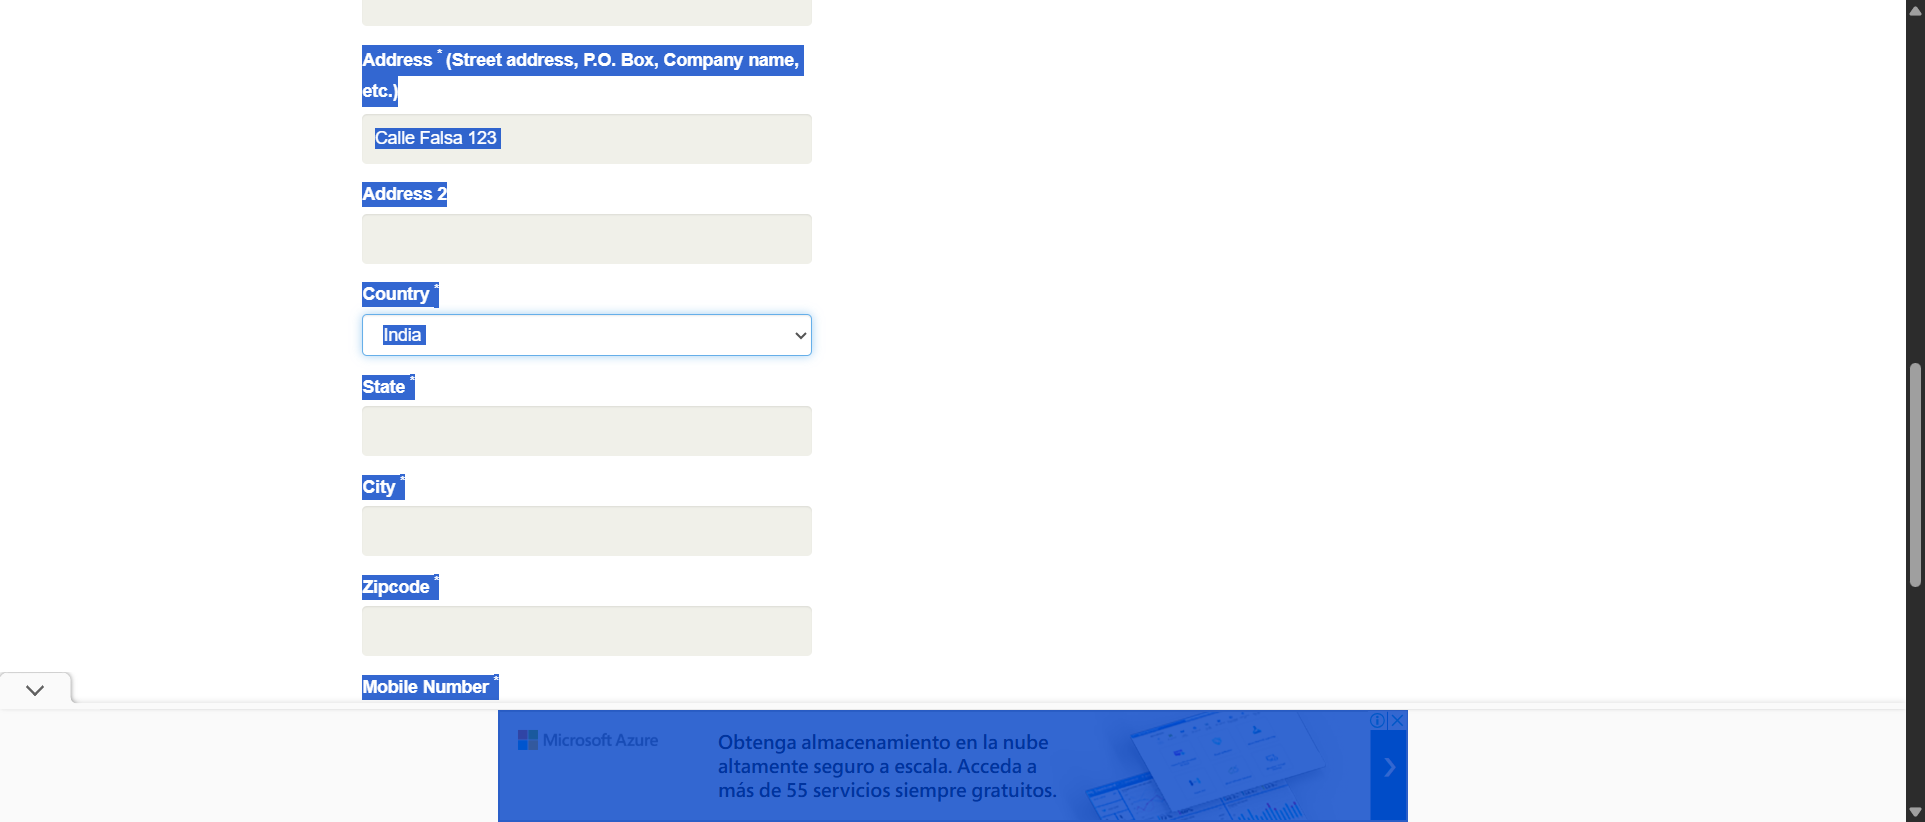 Address * (Street address, P.O. Box, Company name,
etc.)
Calle Falsa 123
Address 2
Country *
India
State *
City *
Zipcode *
Mobile Number *
Microsoft Azure
Obtenga almacenamiento en la nube
altamente seguro a escala. Acceda a
más de 55 servicios siempre gratuitos.